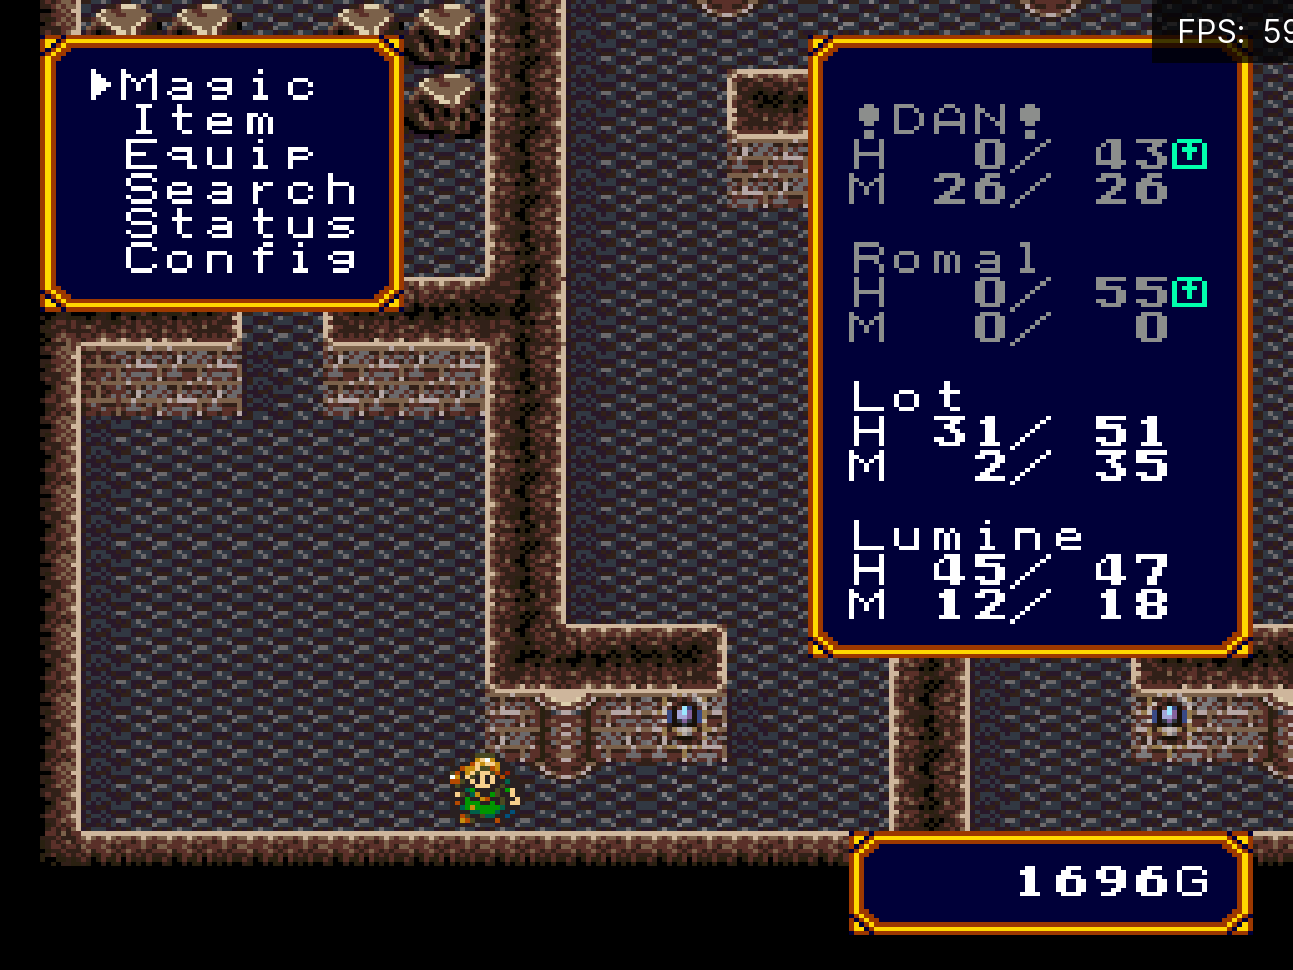 FPS: 59
Magic
Item
Equip
Search
Status
Config
!DAN!
H 0/ 43
M 26/ 26
Romal
H 0/ 55
M 0/ 0
Lot
H 31/ 51
M 2/ 35
Lumine
H 45/ 47
M 12/ 18
1696G